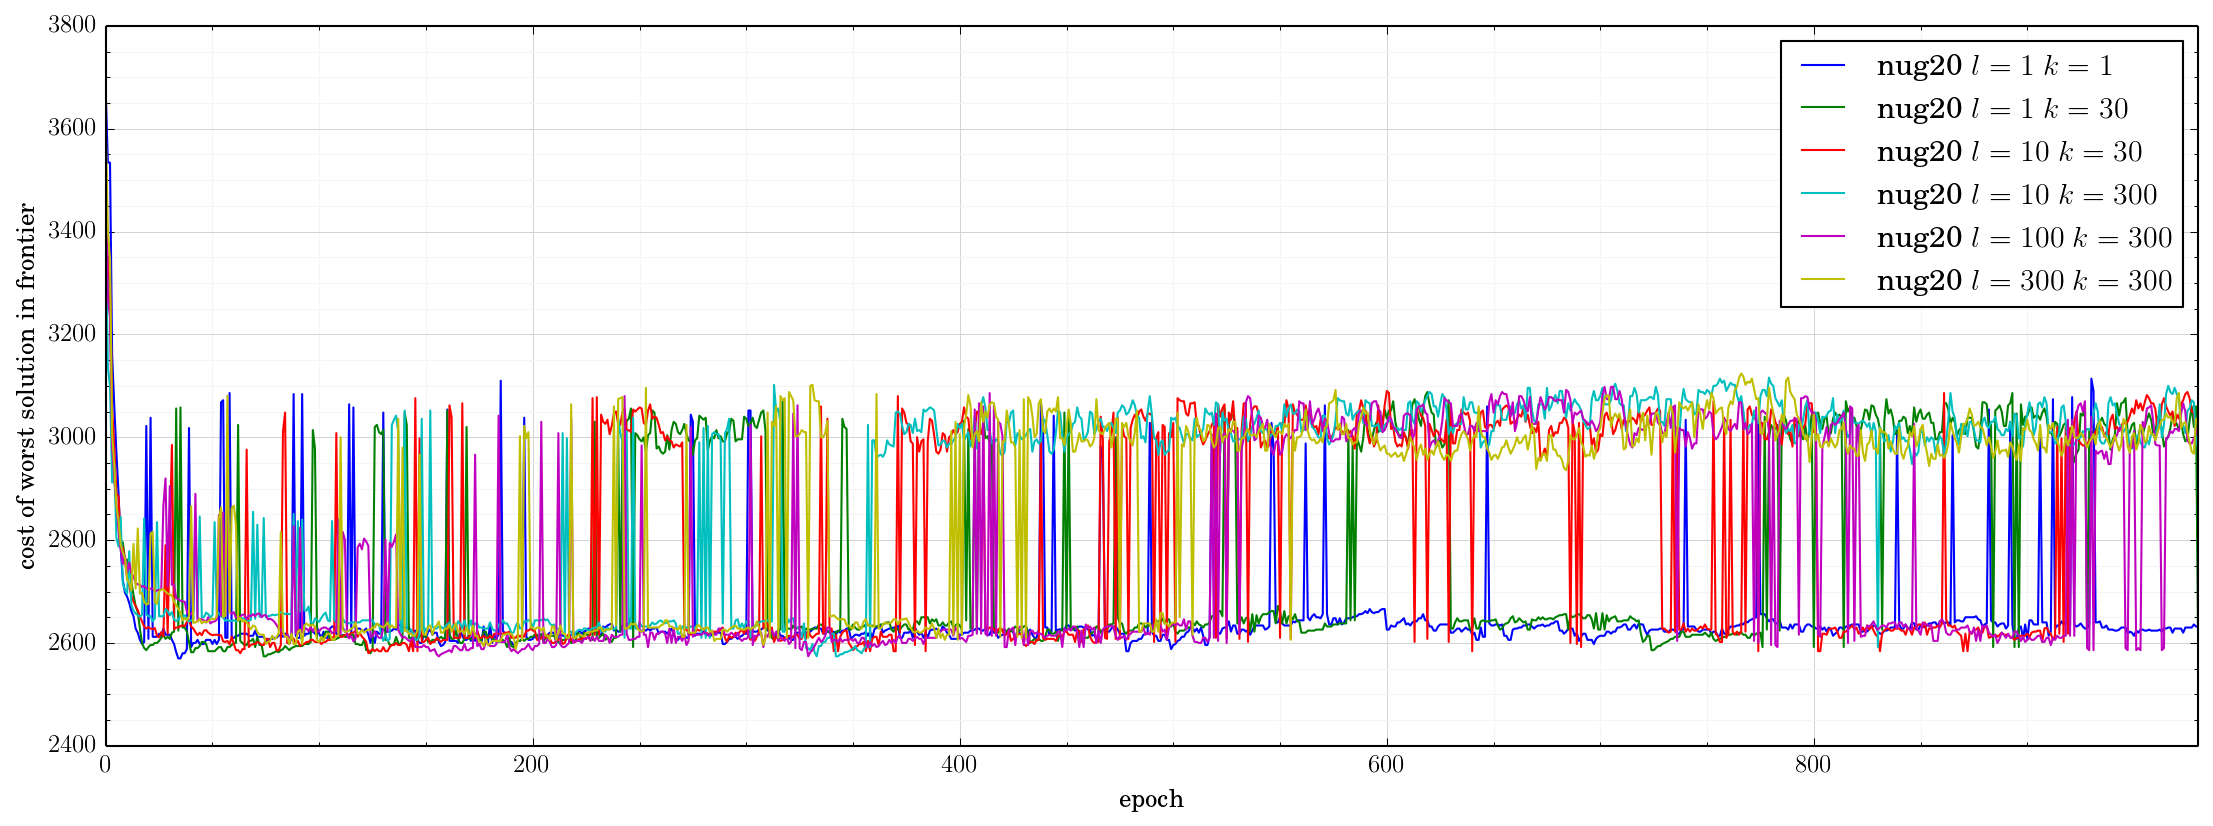 3800
3600
3400
3200
3000
2800
2600
2400
cost of worst solution in frontier
0 200 400 600 800
epoch
nug20 l = 1 k = 1
nug20 l = 1 k = 30
nug20 l = 10 k = 30
nug20 l = 10 k = 300
nug20 l = 100 k = 300
nug20 l = 300 k = 300